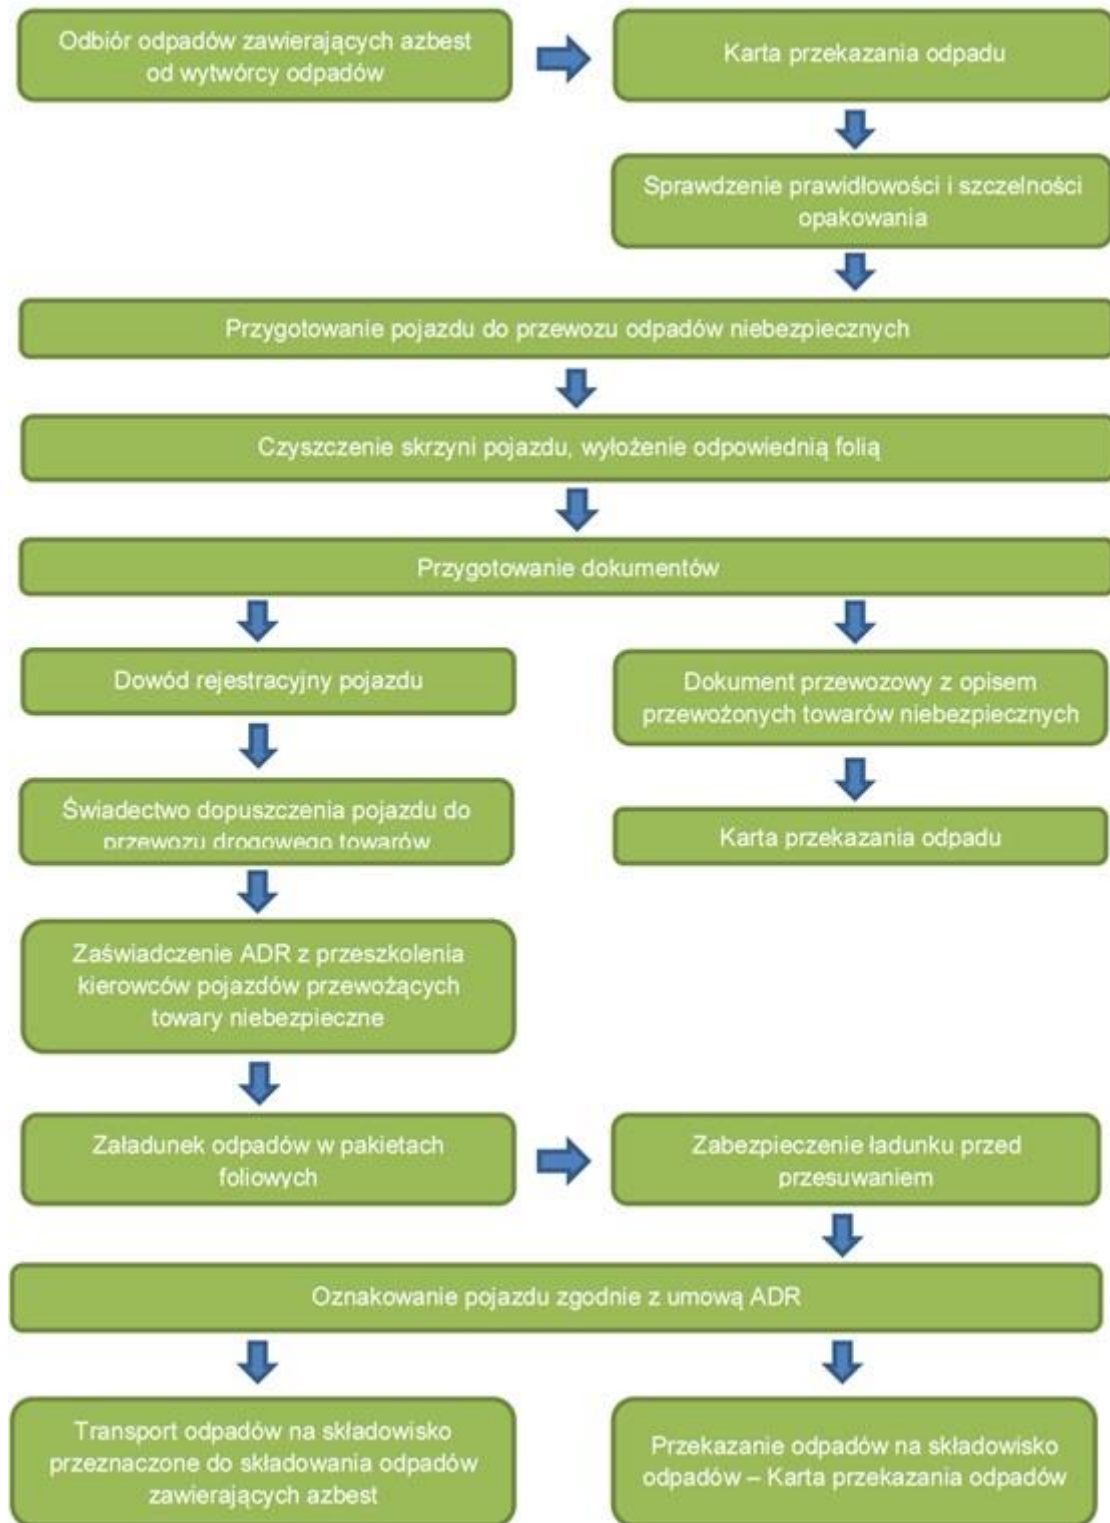 Odbiór odpadów zawierających azbest
od wytwórcy odpadów
Karta przekazania odpadu
Sprawdzenie prawidłowości i szczelności
opakowania
Przygotowanie pojazdu do przewozu odpadów niebezpiecznych
Czyszczenie skrzyni pojazdu, wyłożenie odpowiednią folią
Przygotowanie dokumentów
Dowód rejestracyjny pojazdu
Dokument przewozowy z opisem
przewożonych towarów niebezpiecznych
Świadectwo dopuszczenia pojazdu do
przewozu drogowego towarów
Karta przekazania odpadu
Zaświadczenie ADR z przeszkolenia
kierowców pojazdów przewożących
towary niebezpieczne
Załadunek odpadów w pakietach
foliowych
Zabezpieczenie ładunku przed
przesuwaniem
Oznakowanie pojazdu zgodnie z umową ADR
Transport odpadów na składowisko
przeznaczone do składowania odpadów
zawierających azbest
Przekazanie odpadów na składowisko
odpadów – Karta przekazania odpadów